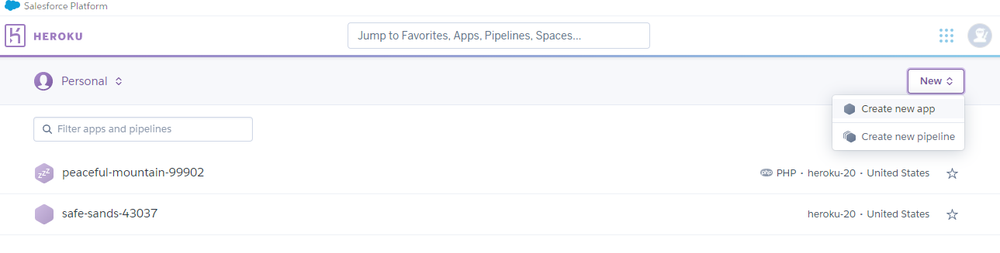 Salesforce Platform
HEROKU
Jump to Favorites, Apps, Pipelines, Spaces...
Personal
New
Create new app
Create new pipeline
Filter apps and pipelines
zzz peaceful-mountain-99902 php PHP · heroku-20 · United States
safe-sands-43037 heroku-20 · United States